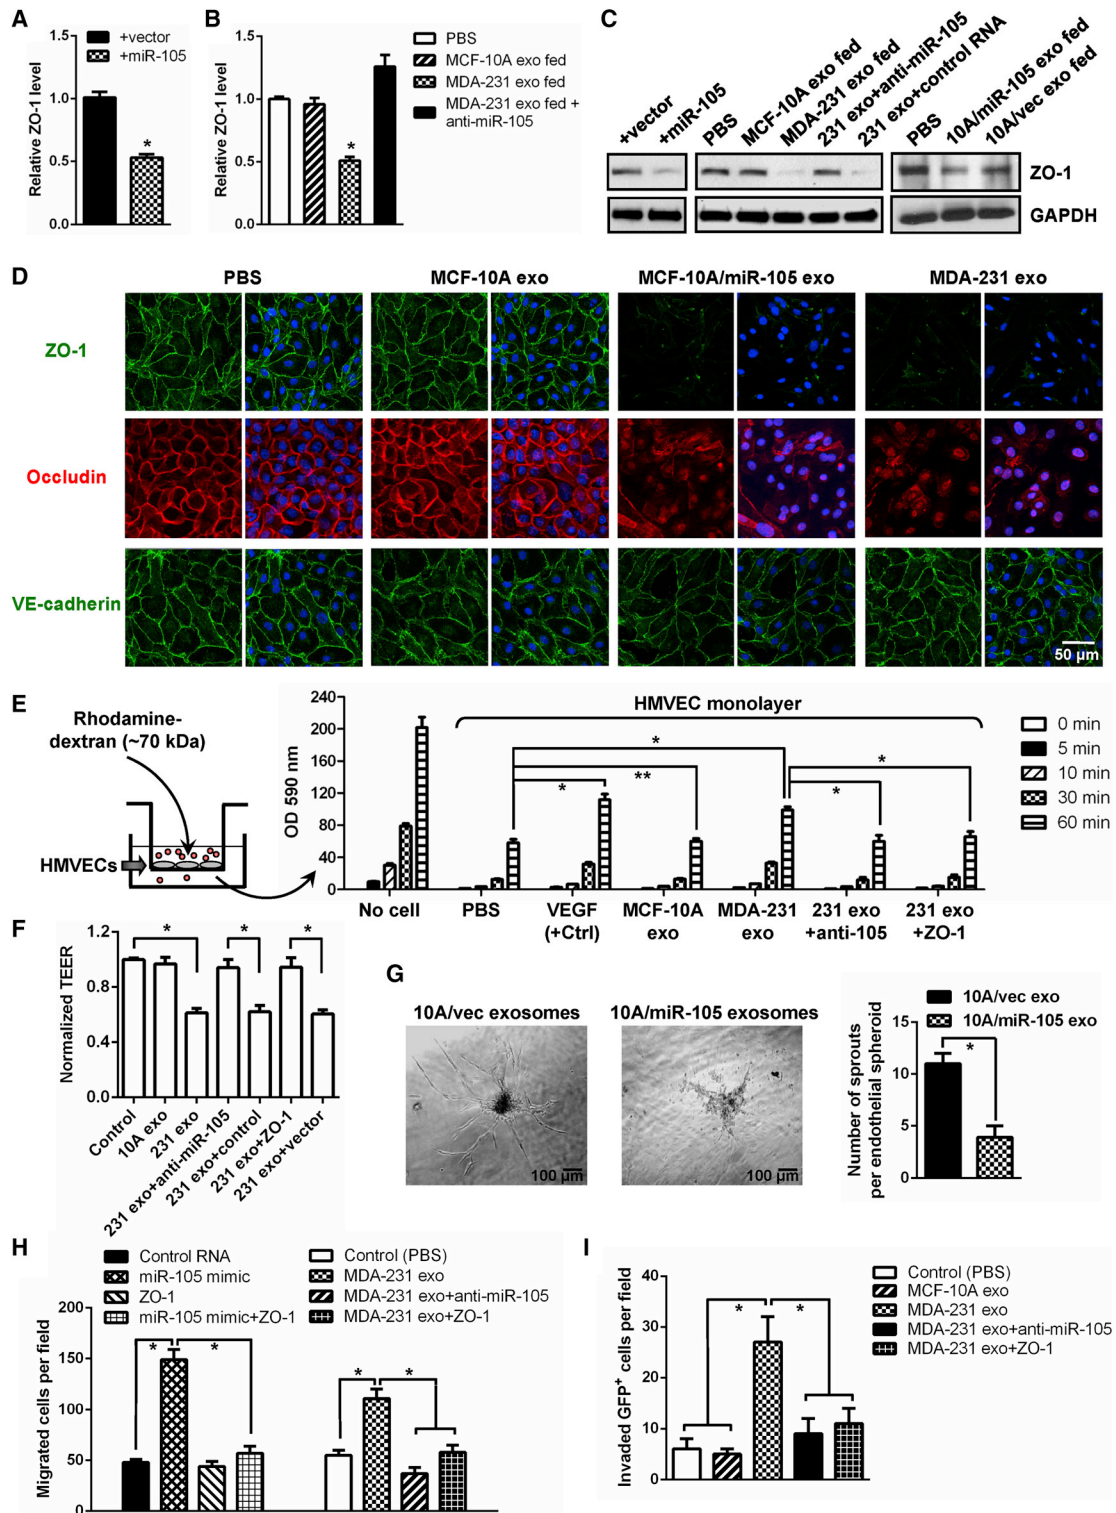 A
Relative ZO-1 level
1.5
1.0
0.5
0.0
+vector
+miR-105
*
B
Relative ZO-1 level
1.5
1.0
0.5
0.0
*
PBS
MCF-10A exo fed
MDA-231 exo fed
MDA-231 exo fed +
anti-miR-105
C
+vector
+miR-105
PBS
MCF-10A exo fed
MDA-231 exo fed
231 exo+anti-miR-105
231 exo+control RNA
PBS
10A/miR-105 exo fed
10A/vec exo fed
ZO-1
GAPDH
D
PBS
MCF-10A exo
MCF-10A/miR-105 exo
MDA-231 exo
ZO-1
Occludin
VE-cadherin
50 µm
E
Rhodamine-
dextran (~70 kDa)
HMVECs
OD 590 nm
240
200
160
120
80
40
0
HMVEC monolayer
*
*
**
*
*
No cell
PBS
VEGF
(+Ctrl)
MCF-10A
exo
MDA-231
exo
231 exo
+anti-105
231 exo
+ZO-1
0 min
5 min
10 min
30 min
60 min
F
Normalized TEER
1.2
0.8
0.4
0.0
*
*
*
Control
10A exo
231 exo
231 exo+anti-miR-105
231 exo+control
231 exo+ZO-1
231 exo+vector
G
10A/vec exosomes
10A/miR-105 exosomes
100 µm
100 µm
10A/vec exo
10A/miR-105 exo
Number of sprouts
per endothelial spheroid
15
10
5
0
*
H
Control RNA
miR-105 mimic
ZO-1
miR-105 mimic+ZO-1
Control (PBS)
MDA-231 exo
MDA-231 exo+anti-miR-105
MDA-231 exo+ZO-1
Migrated cells per field
200
150
100
50
0
*
*
*
*
I
Invaded GFP⁺ cells per field
40
30
20
10
0
*
*
Control (PBS)
MCF-10A exo
MDA-231 exo
MDA-231 exo+anti-miR-105
MDA-231 exo+ZO-1